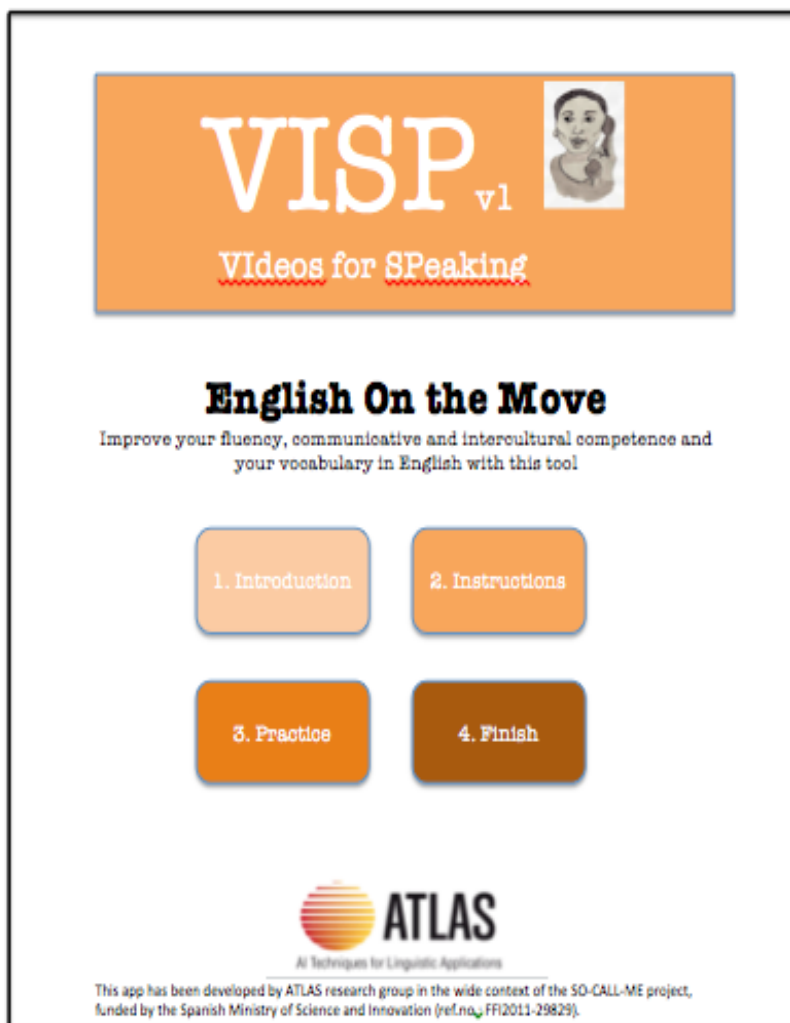 VISP v1
VIdeos for SPeaking
English On the Move
Improve your fluency, communicative and intercultural competence and
your vocabulary in English with this tool
1. Introduction
2. Instructions
3. Practice
4. Finish
ATLAS
AI Techniques for Linguistic Applications
This app has been developed by ATLAS research group in the wide context of the SO-CALL-ME project,
funded by the Spanish Ministry of Science and Innovation (ref.no.: FFI2011-29829).